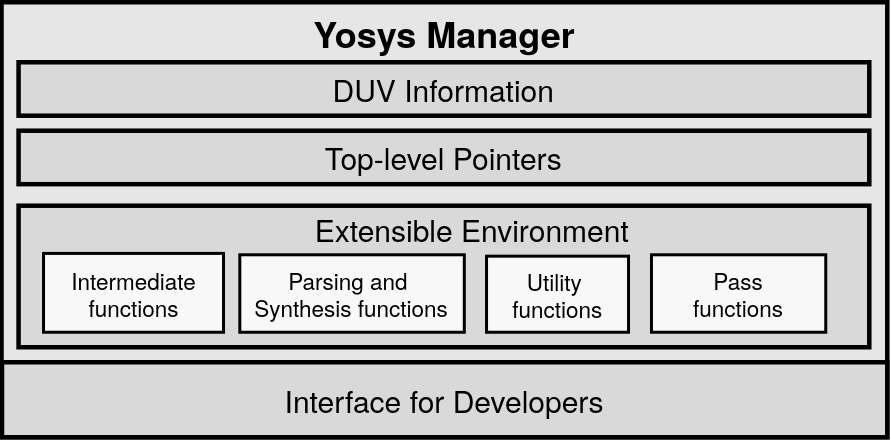 Yosys Manager
DUV Information
Top-level Pointers
Extensible Environment
Intermediate
functions
Parsing and
Synthesis functions
Utility
functions
Pass
functions
Interface for Developers